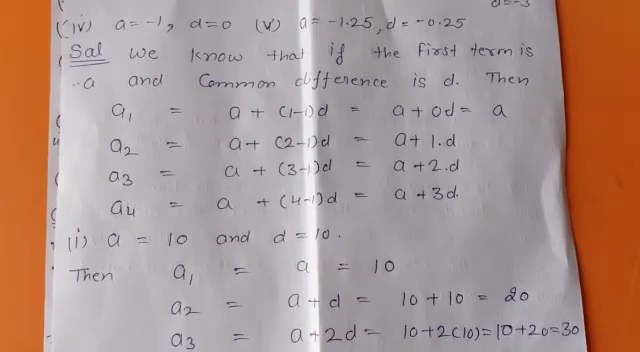 d=-3
(iv) a=-1, d=0 (v) a=-1.25, d=-0.25
Sol we know that if the first term is
a and Common difference is d. Then
a1 = a + (1-1)d = a+0d= a
a2 = a+ (2-1)d = a+ 1.d
a3 = a + (3-1)d = a+2.d
a4 = a + (4-1)d = a+3d.
(i) a = 10 and d=10.
Then a1 = a = 10
a2 = a+d = 10+10 = 20
a3 = a+2d = 10+2(10)=10+20=30